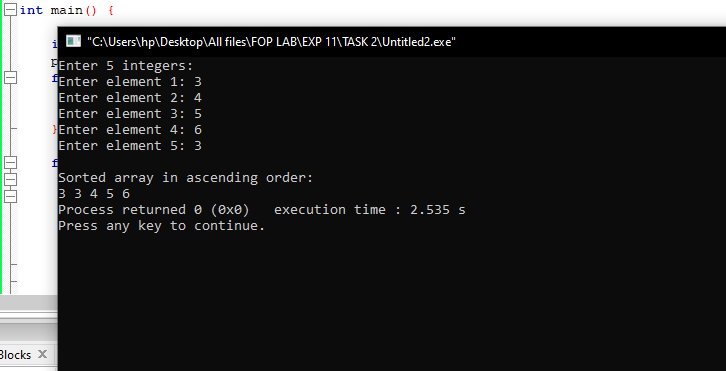 int main() {
"C:\Users\hp\Desktop\All files\FOP LAB\EXP 11\TASK 2\Untitled2.exe"
Enter 5 integers:
Enter element 1: 3
Enter element 2: 4
Enter element 3: 5
Enter element 4: 6
}
Enter element 5: 3
Sorted array in ascending order:
3 3 4 5 6
Process returned 0 (0x0)   execution time : 2.535 s
Press any key to continue.
Blocks X